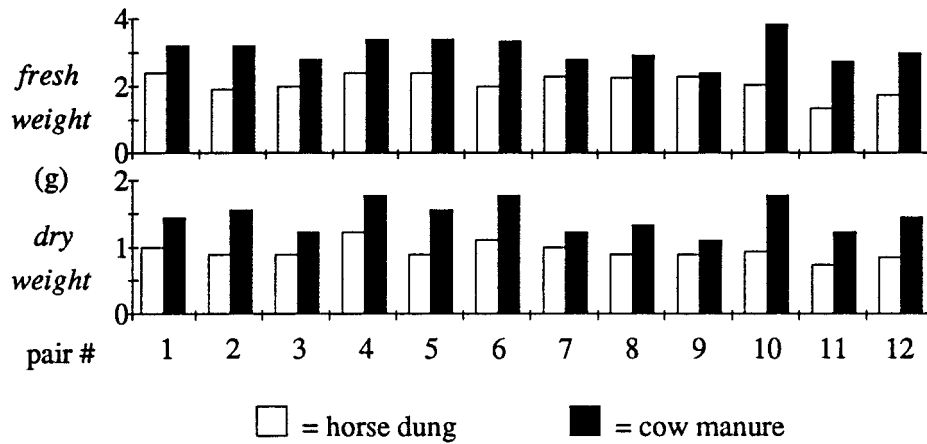 4
fresh
2
weight
0
(g)
2
dry
1
weight
0
pair # 1 2 3 4 5 6 7 8 9 10 11 12
= horse dung = cow manure